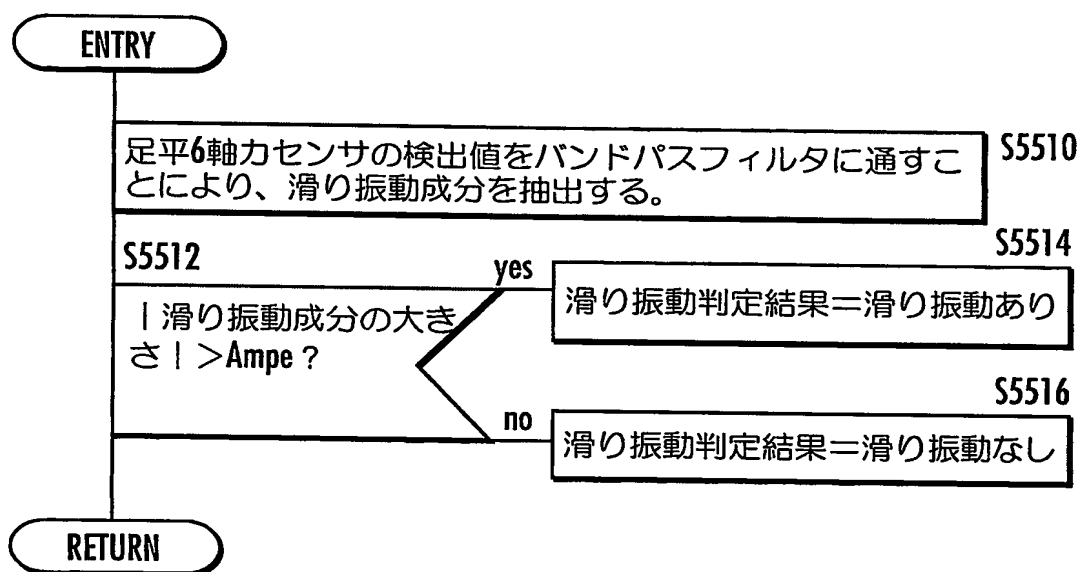 ENTRY
足平6軸力センサの検出値をバンドパスフィルタに通すこ
とにより、滑り振動成分を抽出する。
S5510
S5512
|滑り振動成分の大き
さ|>Ampe?
yes
S5514
滑り振動判定結果=滑り振動あり
no
S5516
滑り振動判定結果=滑り振動なし
RETURN